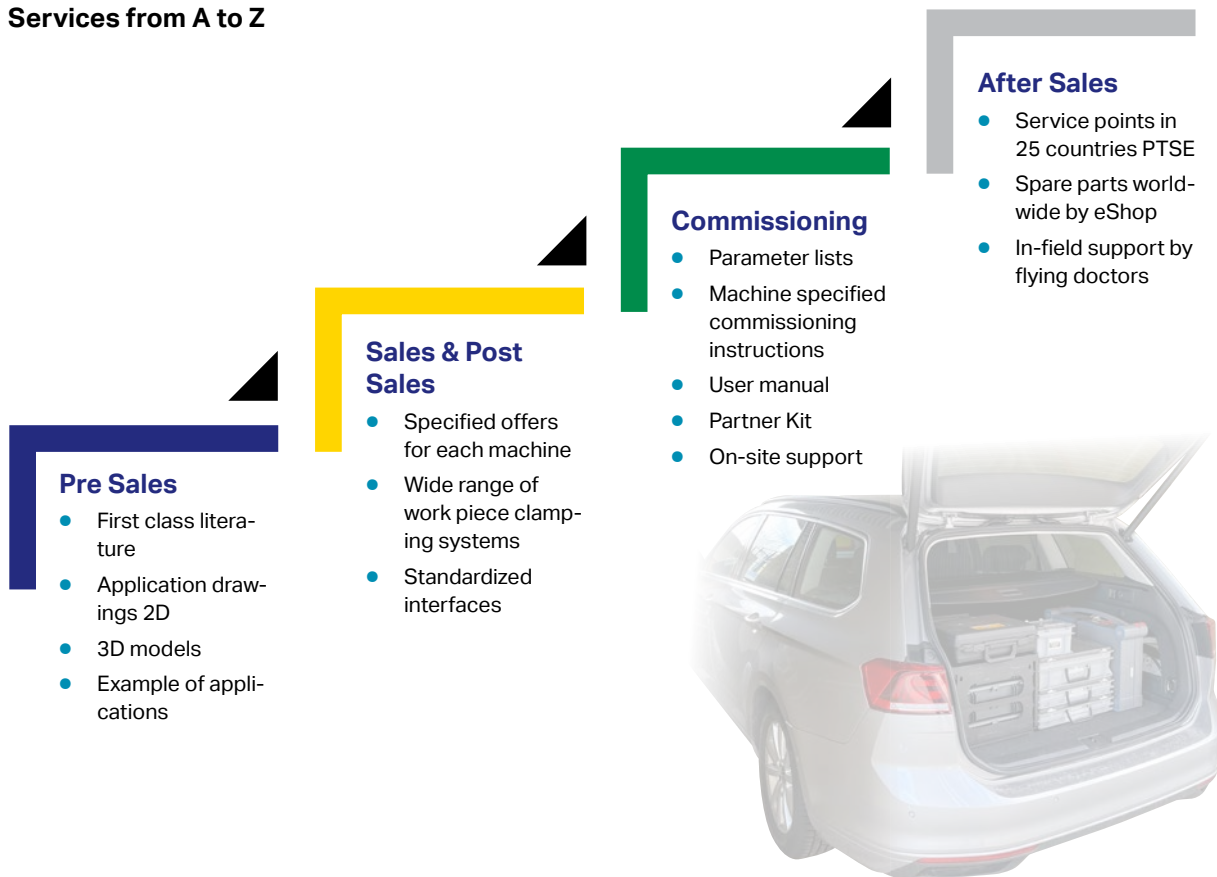 Services from A to Z
Pre Sales
First class litera-
ture
Application draw-
ings 2D
3D models
Example of appli-
cations
Sales & Post
Sales
Specified offers
for each machine
Wide range of
work piece clamp-
ing systems
Standardized
interfaces
Commissioning
Parameter lists
Machine specified
commissioning
instructions
User manual
Partner Kit
On-site support
After Sales
Service points in
25 countries PTSE
Spare parts world-
wide by eShop
In-field support by
flying doctors